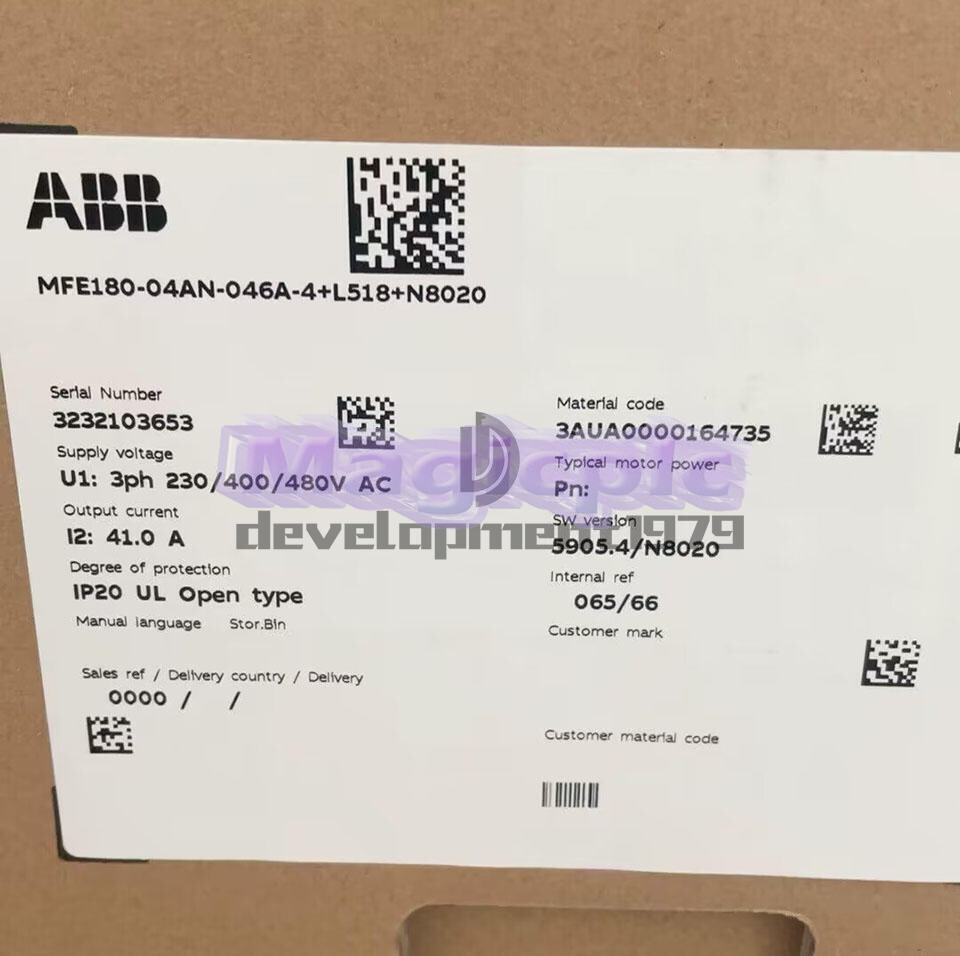 ABB
MFE180-04AN-046A-4+L518+N8020
Serial Number
3232103653
Supply voltage
U1: 3ph 230/400/480V AC
Output current
I2: 41.0 A
Degree of protection
IP20 UL Open type
Manual language Stor.Bin
Sales ref / Delivery country / Delivery
0000 / /
Material code
3AUA0000164735
Typical motor power
Pn:
SW version
5905.4/N8020
Internal ref
065/66
Customer mark
Customer material code
Magicpie
development1979